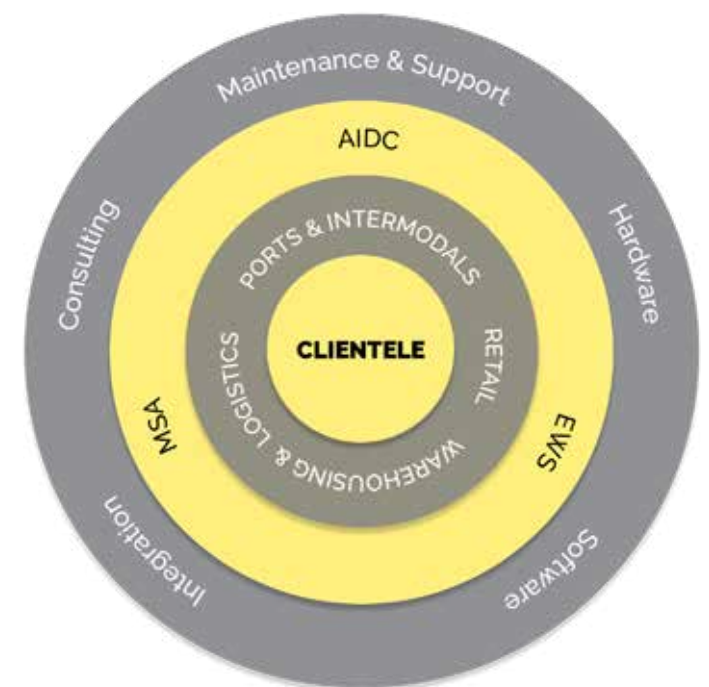 Maintenance & Support
Hardware
Software
Integration
Consulting
AIDC
EWS
MSA
PORTS & INTERMODALS
RETAIL
WAREHOUSING & LOGISTICS
CLIENTELE